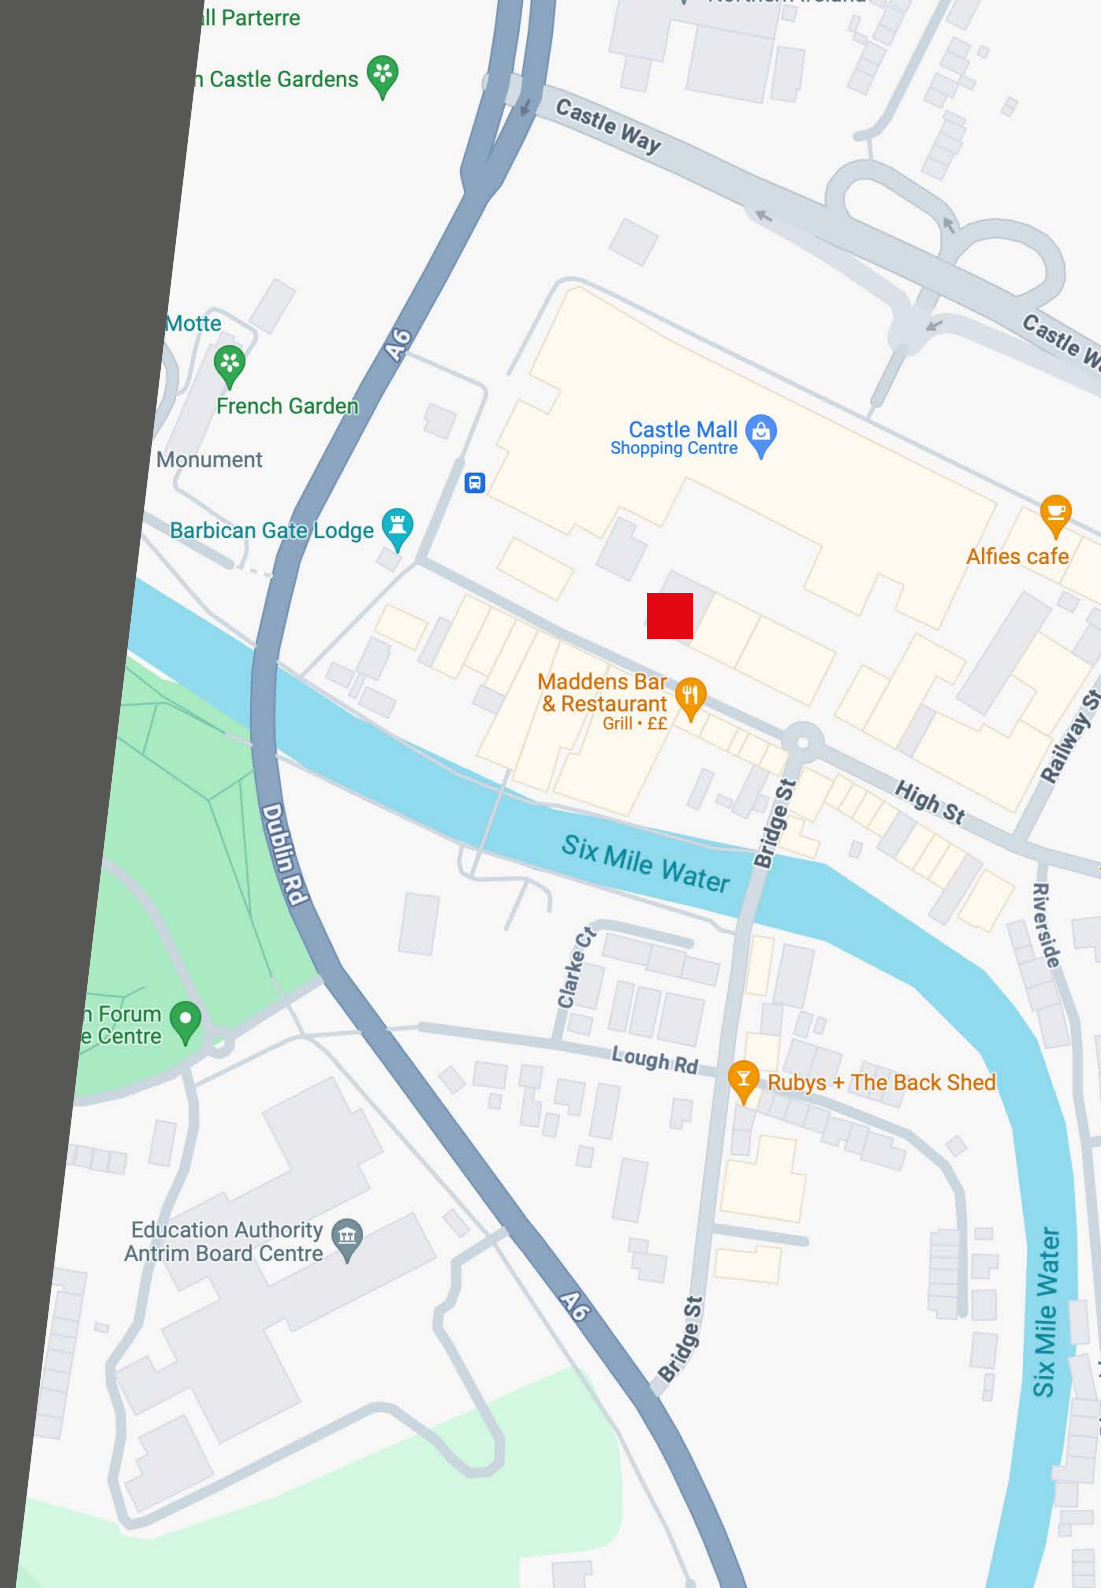 Northern Ireland
ll Parterre
n Castle Gardens
Castle Way
Castle Wa
A6
Motte
French Garden
Monument
Barbican Gate Lodge
Castle Mall
Shopping Centre
Alfies cafe
Maddens Bar
& Restaurant
Grill • ££
Railway St
High St
Bridge St
Dublin Rd
Six Mile Water
Riverside
Clarke Ct
n Forum
e Centre
Lough Rd
Rubys + The Back Shed
Education Authority
Antrim Board Centre
A6
Bridge St
Six Mile Water